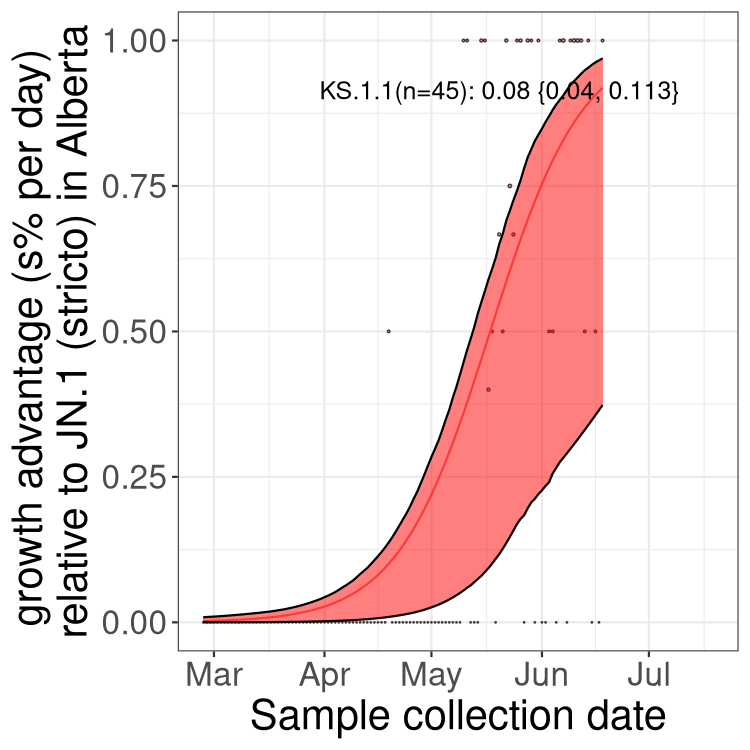 growth advantage (s% per day)
relative to JN.1 (stricto) in Alberta
1.00
0.75
0.50
0.25
0.00
KS.1.1(n=45): 0.08 {0.04, 0.113}
Mar Apr May Jun Jul
Sample collection date